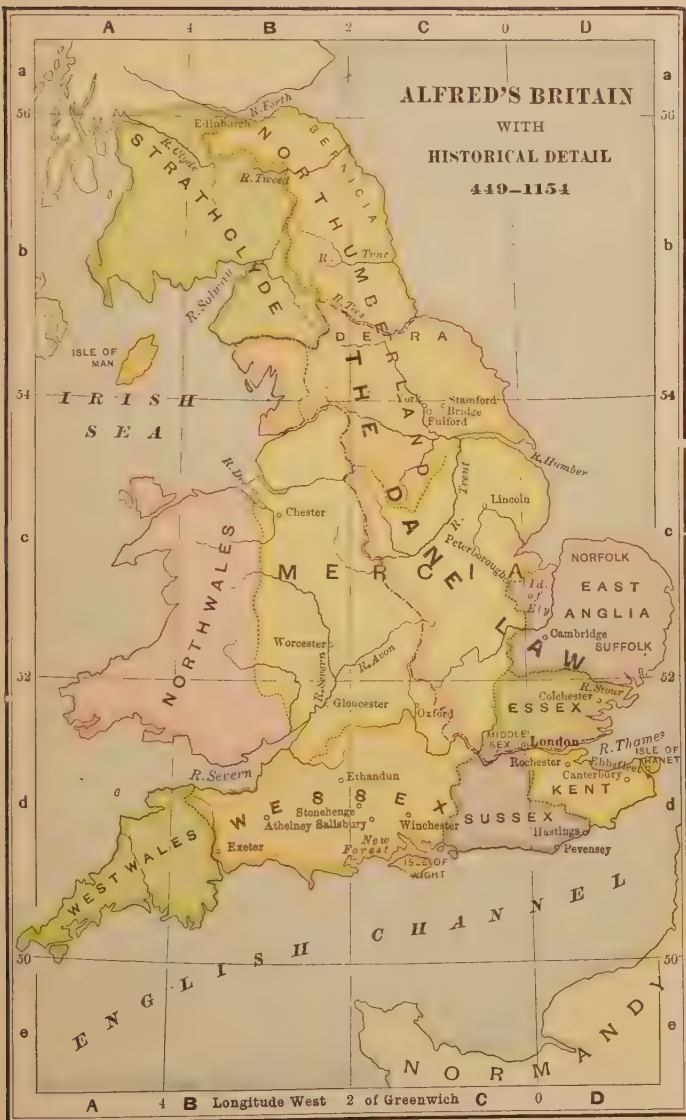 A 4 B 2 C 0 D
a a
ALFRED'S BRITAIN
WITH
HISTORICAL DETAIL
449–1154
56 56
R. Forth
Edinburgh
NORTHUMBERLAND
BERNICIA
STRATHCLYDE
R. Clyde
R. Tweed
b b
R. Tyne
R. Solway
R. Tees
DEIRA
ISLE OF
MAN
54 54
IRISH
SEA
York
Stamford
Bridge
Fulford
THE DANE LAW
R. Humber
R. Trent
Lincoln
Chester
c c
Peterborough
NORFOLK
MERCIA
Id.
of
Ely
EAST
ANGLIA
NORTHWALES
Cambridge
SUFFOLK
Worcester
R. Avon
R. Severn
52 52
R. Stour
Colchester
Gloucester
Oxford
ESSEX
MIDDLE
SEX
London
R. Thames
ISLE OF
THANET
Rochester
Ebbsfleet
Canterbury
R. Severn
KENT
d d
Ethandun
WESSEX
Stonehenge
Athelney Salisbury
Winchester
SUSSEX
Hastings
New
Forest
Pevensey
Exeter
ISLE OF
WIGHT
WEST WALES
ENGLISH CHANNEL
50 50
e e
NORMANDY
A 4 B Longitude West 2 of Greenwich C 0 D